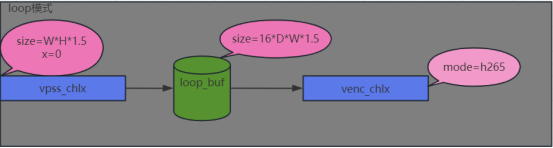 loop模式
size=W*H*1.5
x=0
size=16*D*W*1.5
vpss_chlx
loop_buf
venc_chlx
mode=h265